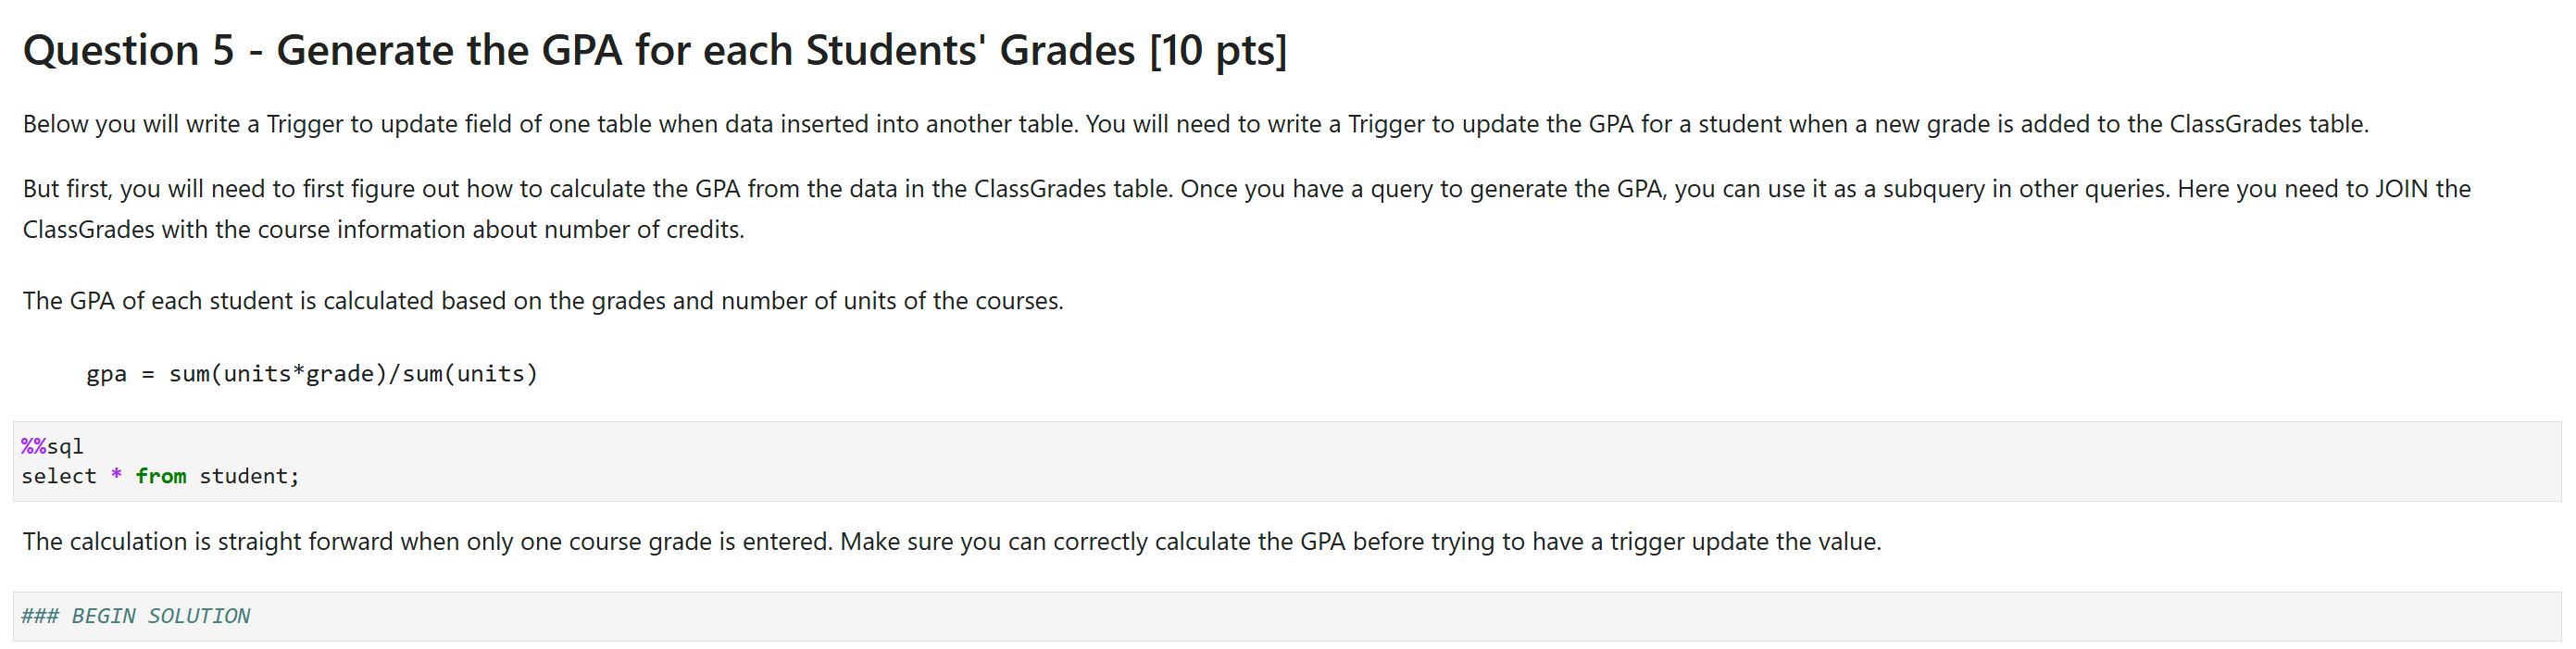 Question 5 - Generate the GPA for each Students' Grades [10 pts]
Below you will write a Trigger to update field of one table when data inserted into another table. You will need to write a Trigger to update the GPA for a student when a new grade is added to the ClassGrades table.
But first, you will need to first figure out how to calculate the GPA from the data in the ClassGrades table. Once you have a query to generate the GPA, you can use it as a subquery in other queries. Here you need to JOIN the
ClassGrades with the course information about number of credits.
The GPA of each student is calculated based on the grades and number of units of the courses.
gpa = sum(units*grade)/sum(units)
%%sql
select * from student;
The calculation is straight forward when only one course grade is entered. Make sure you can correctly calculate the GPA before trying to have a trigger update the value.
### BEGIN SOLUTION